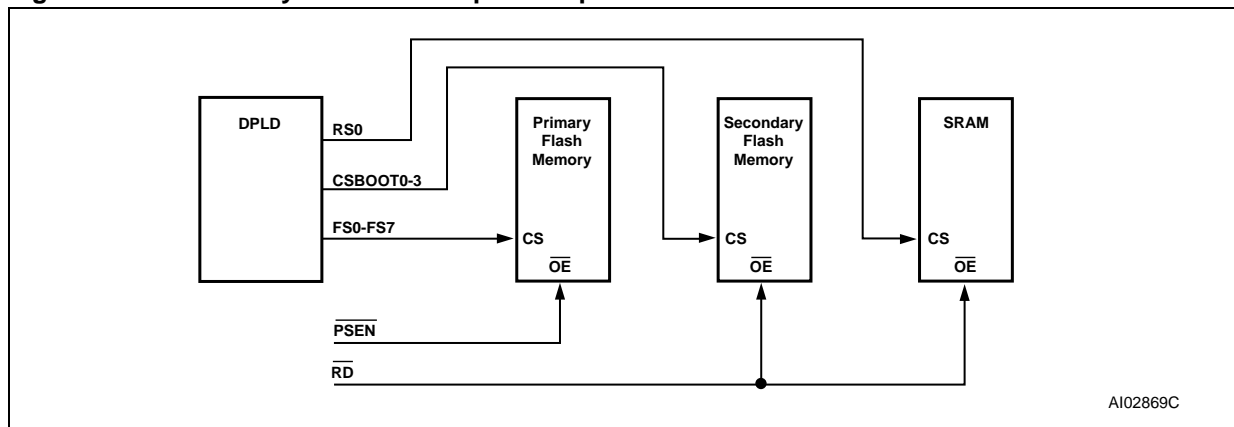 DPLD
RS0
CSBOOT0-3
FS0-FS7
Primary
Flash
Memory
CS
OE
Secondary
Flash
Memory
CS
OE
SRAM
CS
OE
PSEN
RD
AI02869C